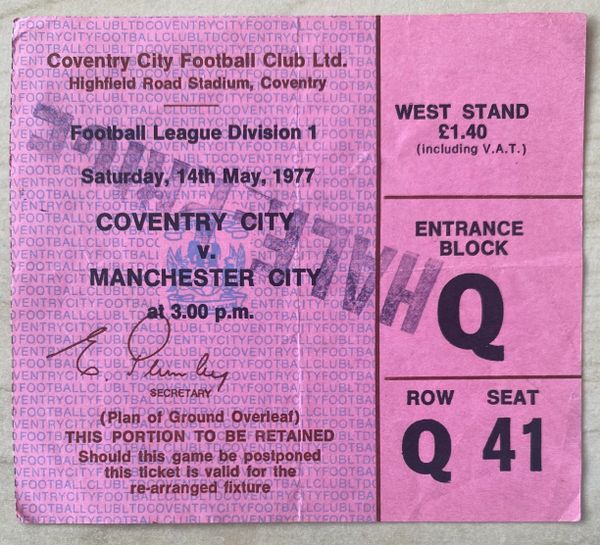 Coventry City Football Club Ltd.
Highfield Road Stadium, Coventry
Football League Division 1
Saturday, 14th May, 1977
COVENTRY CITY
v.
MANCHESTER CITY
at 3.00 p.m.
E. Plumley
SECRETARY
(Plan of Ground Overleaf)
THIS PORTION TO BE RETAINED
Should this game be postponed
this ticket is valid for the
re-arranged fixture
WEST STAND
£1.40
(including V.A.T.)
ENTRANCE
BLOCK
Q
ROW SEAT
Q 41